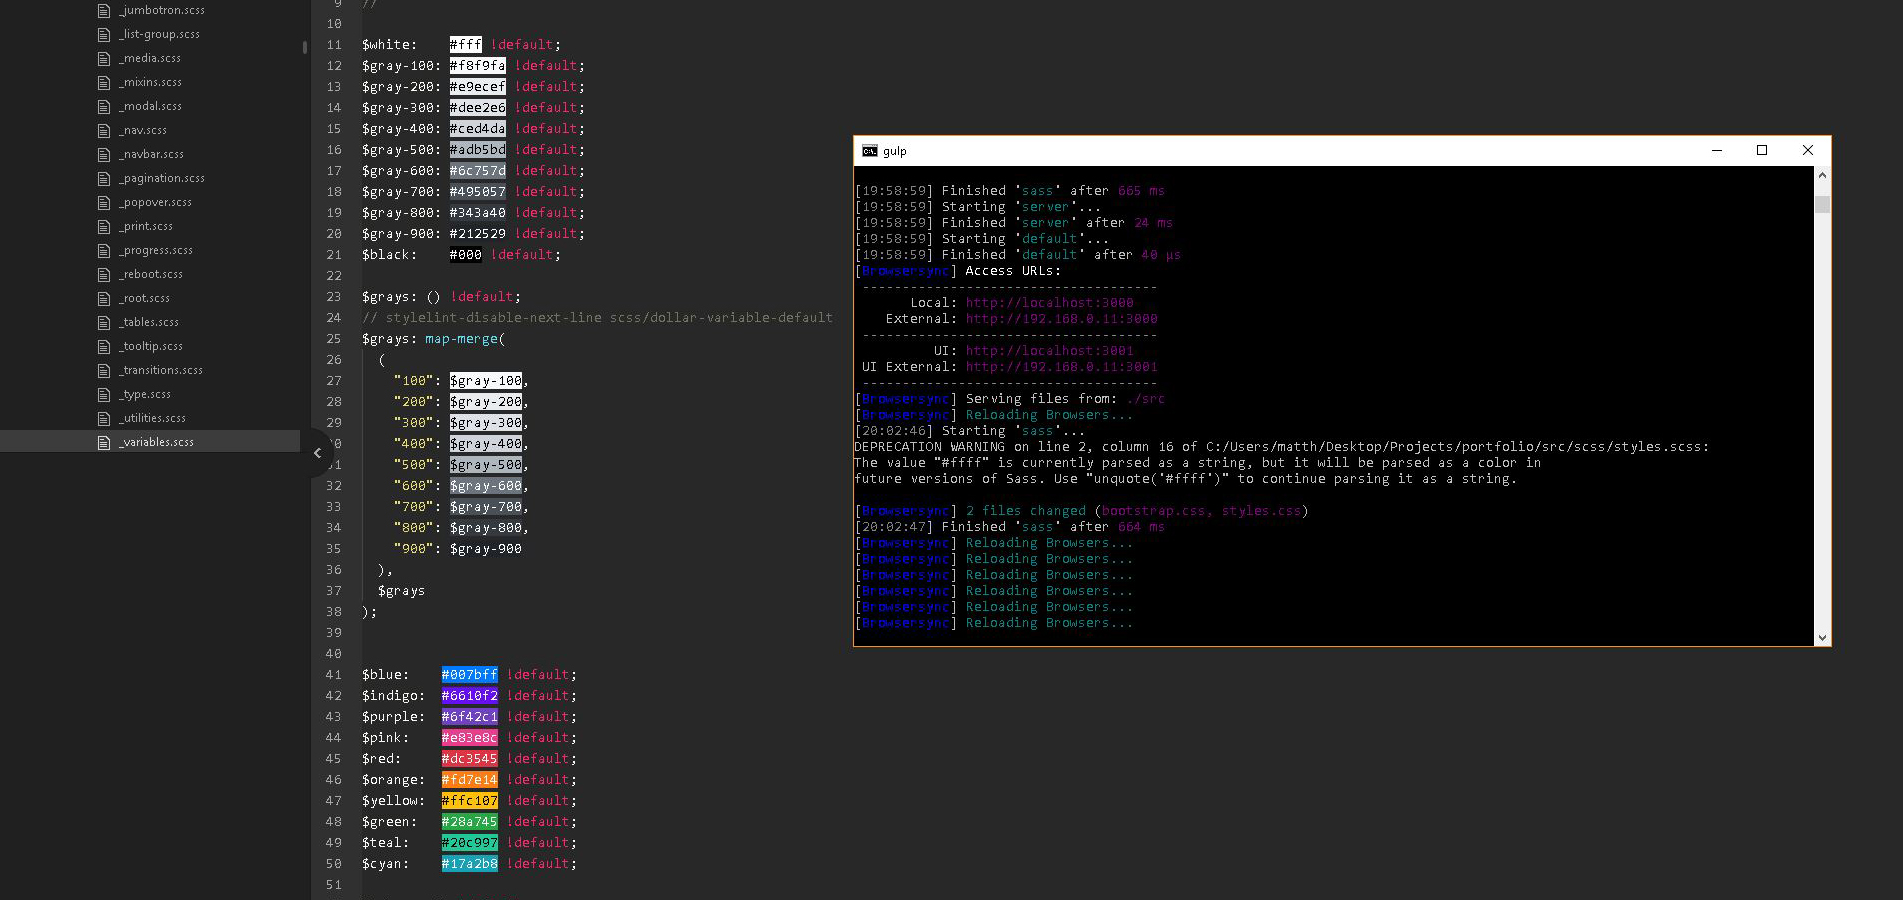 _jumbotron.scss
_list-group.scss
_media.scss
_mixins.scss
_modal.scss
_nav.scss
_navbar.scss
_pagination.scss
_popover.scss
_print.scss
_progress.scss
_reboot.scss
_root.scss
_tables.scss
_tooltip.scss
_transitions.scss
_type.scss
_utilities.scss
_variables.scss
9 //
10
11 $white: #fff !default;
12 $gray-100: #f8f9fa !default;
13 $gray-200: #e9ecef !default;
14 $gray-300: #dee2e6 !default;
15 $gray-400: #ced4da !default;
16 $gray-500: #adb5bd !default;
17 $gray-600: #6c757d !default;
18 $gray-700: #495057 !default;
19 $gray-800: #343a40 !default;
20 $gray-900: #212529 !default;
21 $black: #000 !default;
22
23 $grays: () !default;
24 // stylelint-disable-next-line scss/dollar-variable-default
25 $grays: map-merge(
26 (
27 "100": $gray-100,
28 "200": $gray-200,
29 "300": $gray-300,
30 "400": $gray-400,
31 "500": $gray-500,
32 "600": $gray-600,
33 "700": $gray-700,
34 "800": $gray-800,
35 "900": $gray-900
36 ),
37 $grays
38 );
39
40
41 $blue: #007bff !default;
42 $indigo: #6610f2 !default;
43 $purple: #6f42c1 !default;
44 $pink: #e83e8c !default;
45 $red: #dc3545 !default;
46 $orange: #fd7e14 !default;
47 $yellow: #ffc107 !default;
48 $green: #28a745 !default;
49 $teal: #20c997 !default;
50 $cyan: #17a2b8 !default;
51
gulp
[19:58:59] Finished 'sass' after 665 ms
[19:58:59] Starting 'server'...
[19:58:59] Finished 'server' after 24 ms
[19:58:59] Starting 'default'...
[19:58:59] Finished 'default' after 40 μs
[Browsersync] Access URLs:
-------------------------------------
Local: http://localhost:3000
External: http://192.168.0.11:3000
-------------------------------------
UI: http://localhost:3001
UI External: http://192.168.0.11:3001
-------------------------------------
[Browsersync] Serving files from: ./src
[Browsersync] Reloading Browsers...
[20:02:46] Starting 'sass'...
DEPRECATION WARNING on line 2, column 16 of C:/Users/matth/Desktop/Projects/portfolio/src/scss/styles.scss:
The value "#ffff" is currently parsed as a string, but it will be parsed as a color in
future versions of Sass. Use "unquote('#ffff')" to continue parsing it as a string.
[Browsersync] 2 files changed (bootstrap.css, styles.css)
[20:02:47] Finished 'sass' after 664 ms
[Browsersync] Reloading Browsers...
[Browsersync] Reloading Browsers...
[Browsersync] Reloading Browsers...
[Browsersync] Reloading Browsers...
[Browsersync] Reloading Browsers...
[Browsersync] Reloading Browsers...